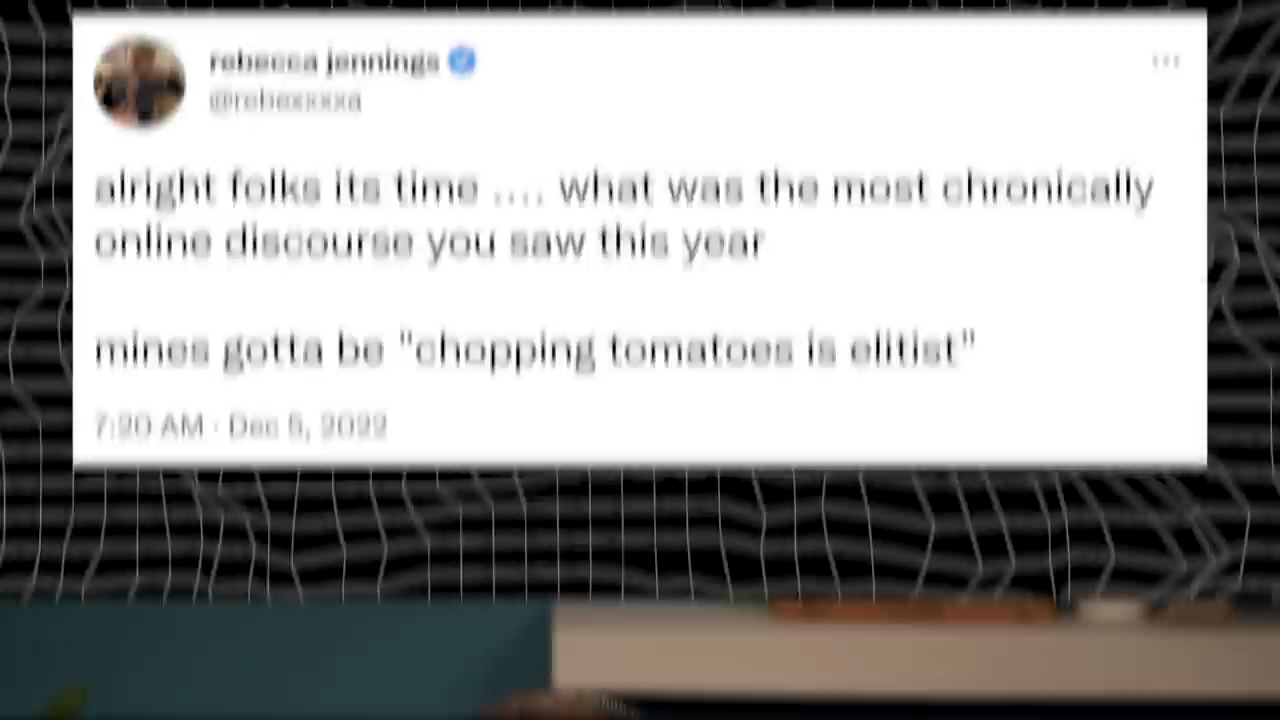 rebecca jennings
@rebexxxxa
...
alright folks its time .... what was the most chronically
online discourse you saw this year
mines gotta be "chopping tomatoes is elitist"
7:20 AM · Dec 5, 2022